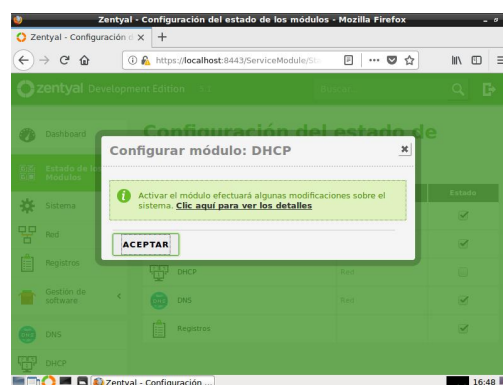 Zentyal - Configuración del estado de los módulos - Mozilla Firefox
Zentyal - Configuración d
https://localhost:8443/ServiceModule/St
zentyal Development Edition
Buscar
Dashboard
Configuración del estado de
Estado de los
Módulos
Configurar módulo: DHCP
Activar el módulo efectuará algunas modificaciones sobre el
sistema. Clic aquí para ver los detalles
ACEPTAR
Estado
Sistema
Red
Registros
DHCP Red
Gestión de
software
DNS Red
Registros
DNS
DHCP
Zentyal - Configuración ...
16:48